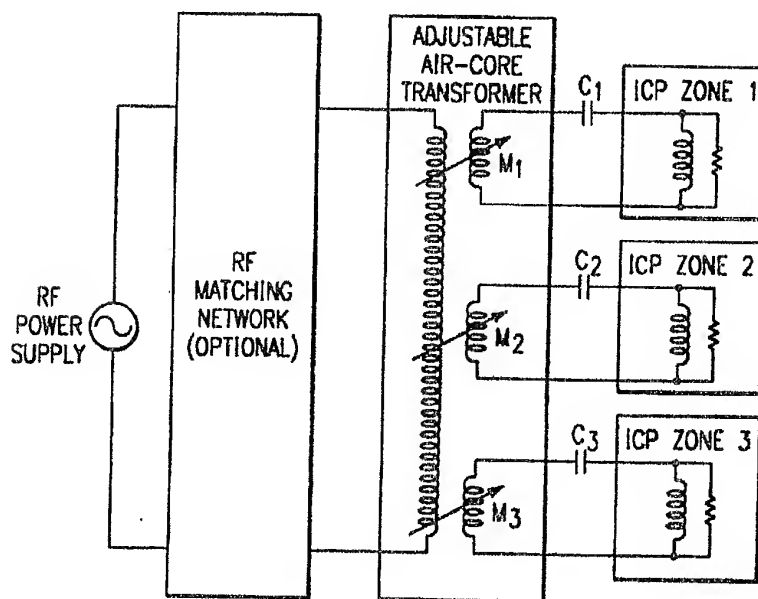 ADJUSTABLE
AIR-CORE
TRANSFORMER
C1
ICP ZONE 1
M1
RF
POWER
SUPPLY
RF
MATCHING
NETWORK
(OPTIONAL)
C2
ICP ZONE 2
M2
C3
ICP ZONE 3
M3